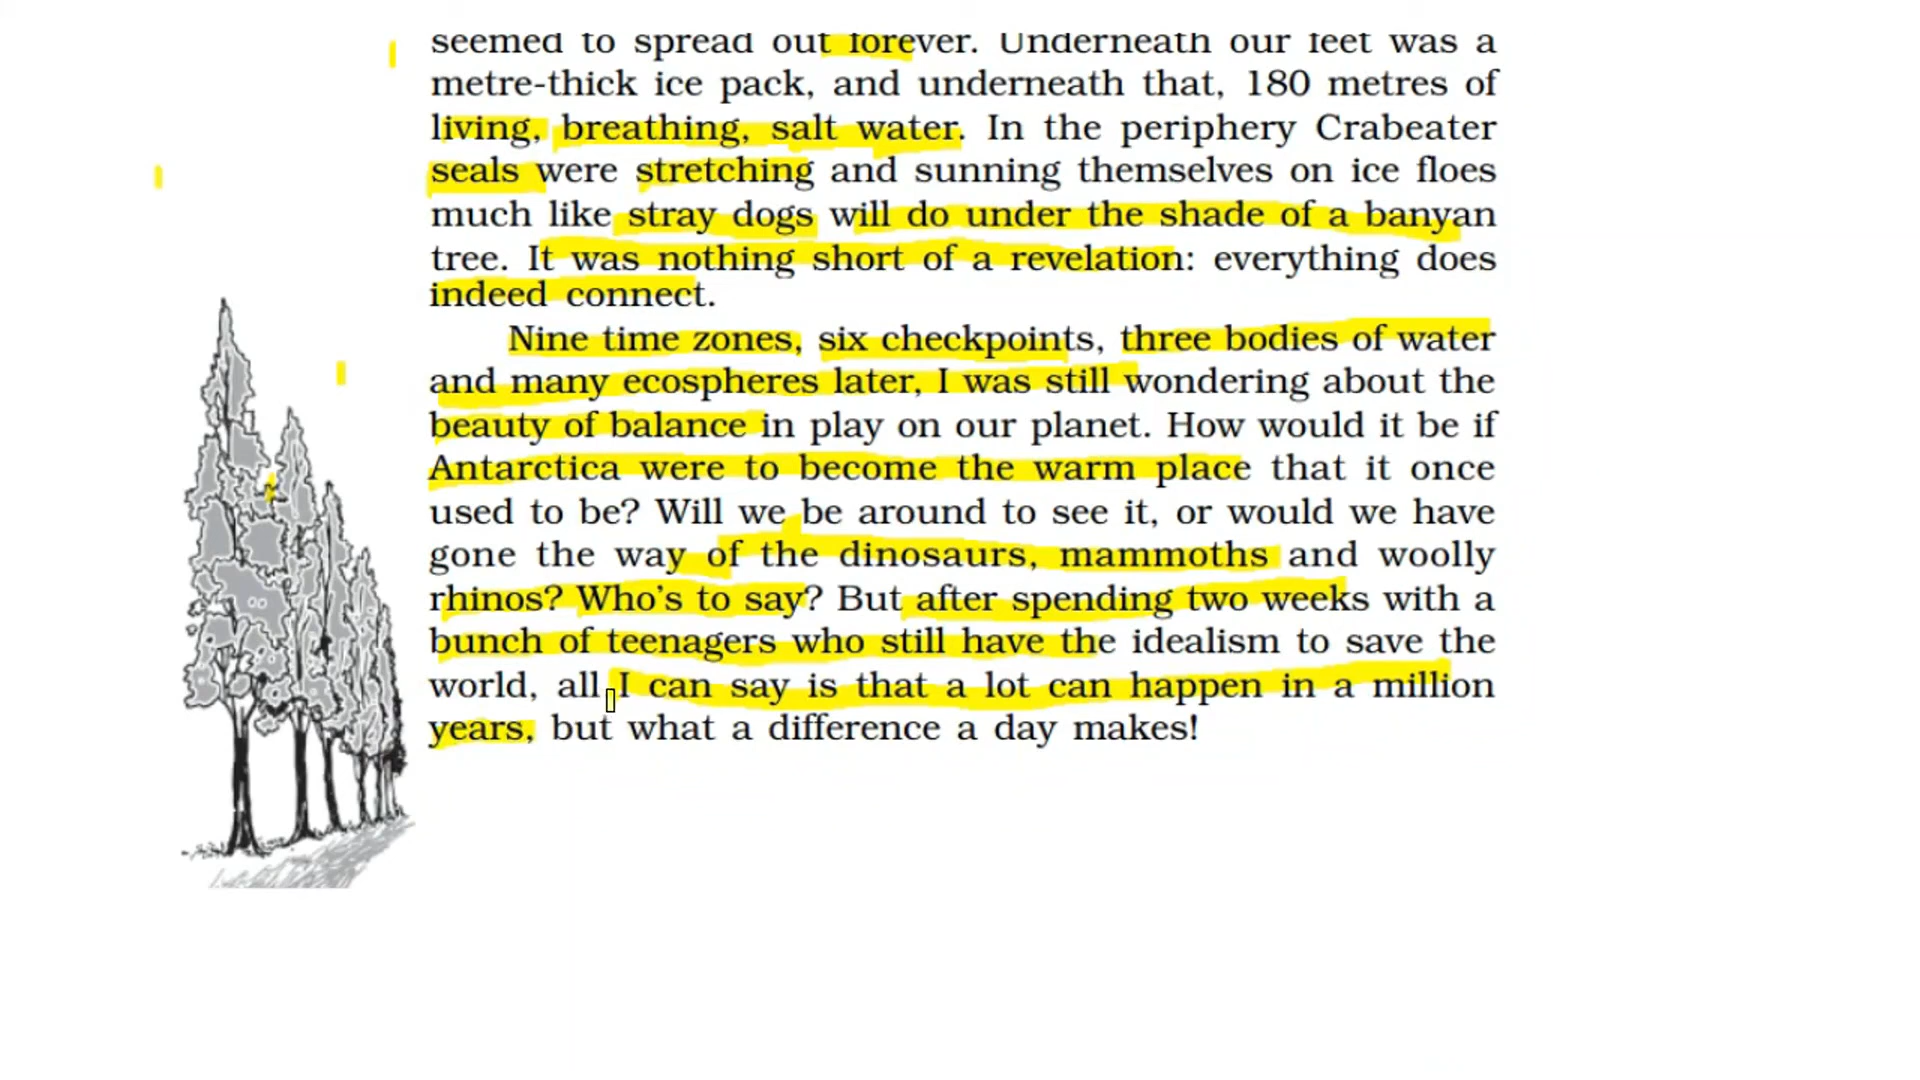 seemed to spread out forever. Underneath our feet was a
metre-thick ice pack, and underneath that, 180 metres of
living, breathing, salt water. In the periphery Crabeater
seals were stretching and sunning themselves on ice floes
much like stray dogs will do under the shade of a banyan
tree. It was nothing short of a revelation: everything does
indeed connect.
Nine time zones, six checkpoints, three bodies of water
and many ecospheres later, I was still wondering about the
beauty of balance in play on our planet. How would it be if
Antarctica were to become the warm place that it once
used to be? Will we be around to see it, or would we have
gone the way of the dinosaurs, mammoths and woolly
rhinos? Who's to say? But after spending two weeks with a
bunch of teenagers who still have the idealism to save the
world, all I can say is that a lot can happen in a million
years, but what a difference a day makes!